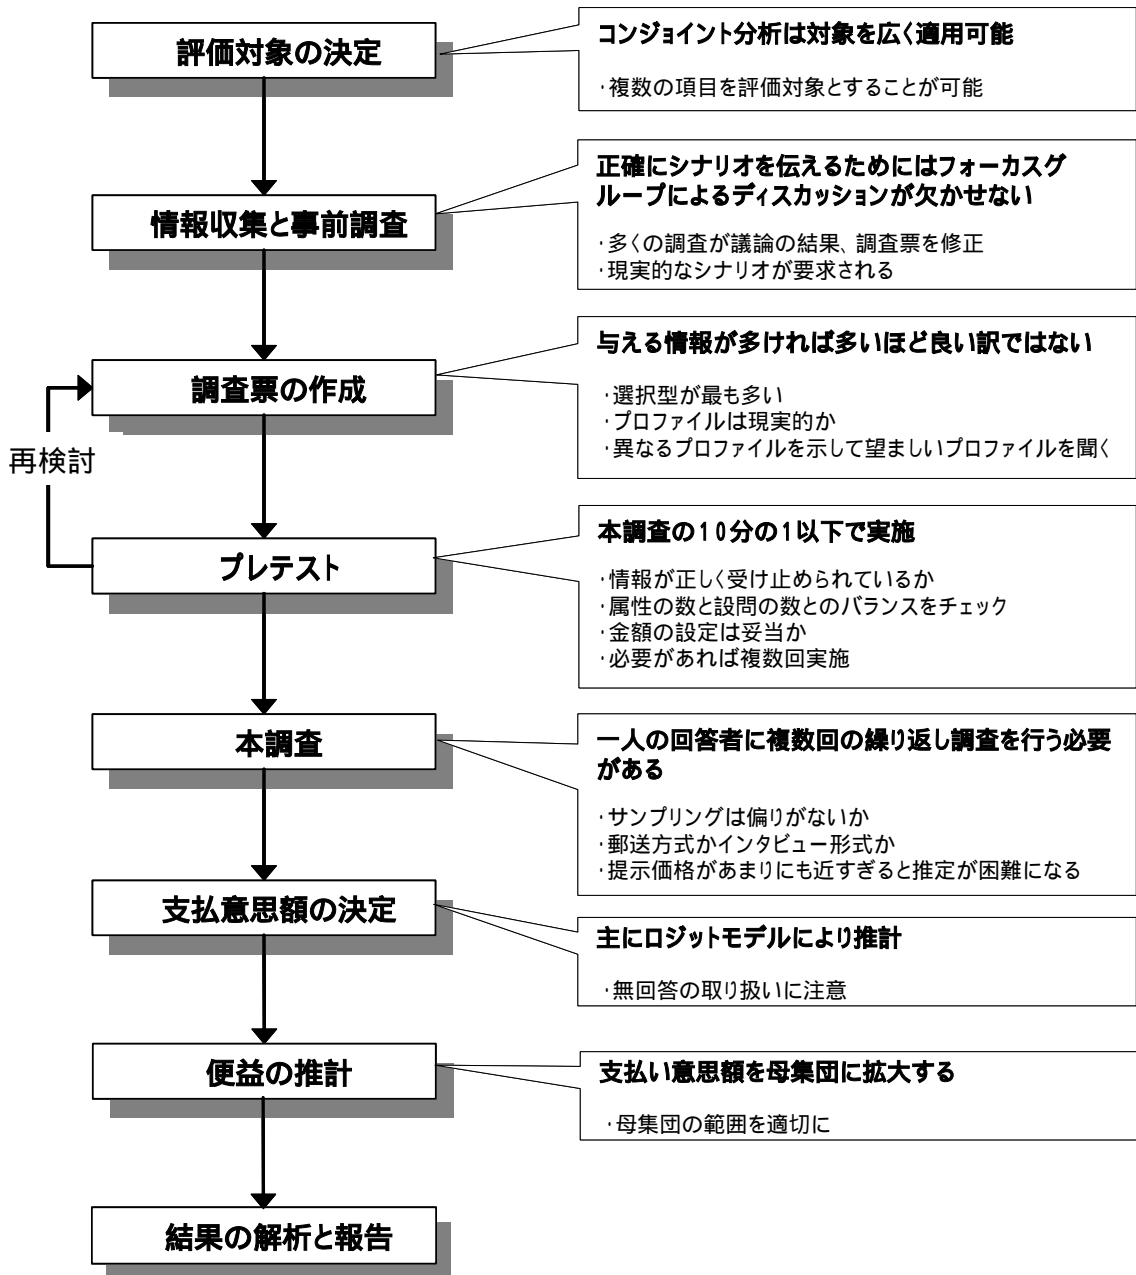 評価対象の決定
コンジョイント分析は対象を広く適用可能
･複数の項目を評価対象とすることが可能
情報収集と事前調査
正確にシナリオを伝えるためにはフォーカスグ
ループによるディスカッションが欠かせない
･多くの調査が議論の結果、調査票を修正
･現実的なシナリオが要求される
調査票の作成
与える情報が多ければ多いほど良い訳ではない
･選択型が最も多い
･プロファイルは現実的か
･異なるプロファイルを示して望ましいプロファイルを聞く
再検討
プレテスト
本調査の10分の1以下で実施
･情報が正しく受け止められているか
･属性の数と設問の数とのバランスをチェック
･金額の設定は妥当か
･必要があれば複数回実施
本調査
一人の回答者に複数回の繰り返し調査を行う必要
がある
･サンプリングは偏りがないか
･郵送方式かインタビュー形式か
･提示価格があまりにも近すぎると推定が困難になる
支払意思額の決定
主にロジットモデルにより推計
･無回答の取り扱いに注意
便益の推計
支払い意思額を母集団に拡大する
･母集団の範囲を適切に
結果の解析と報告